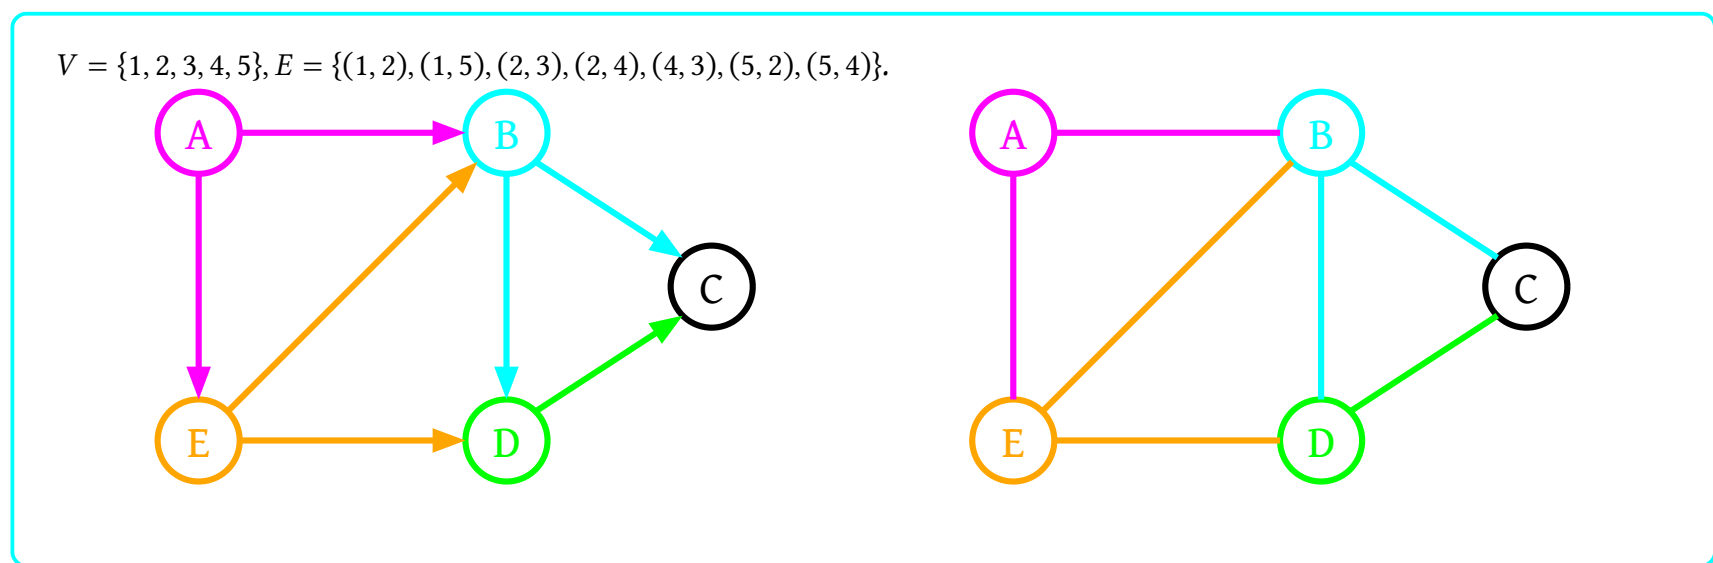 V = {1, 2, 3, 4, 5}, E = {(1, 2), (1, 5), (2, 3), (2, 4), (4, 3), (5, 2), (5, 4)}.
A B A B
C C
E D E D